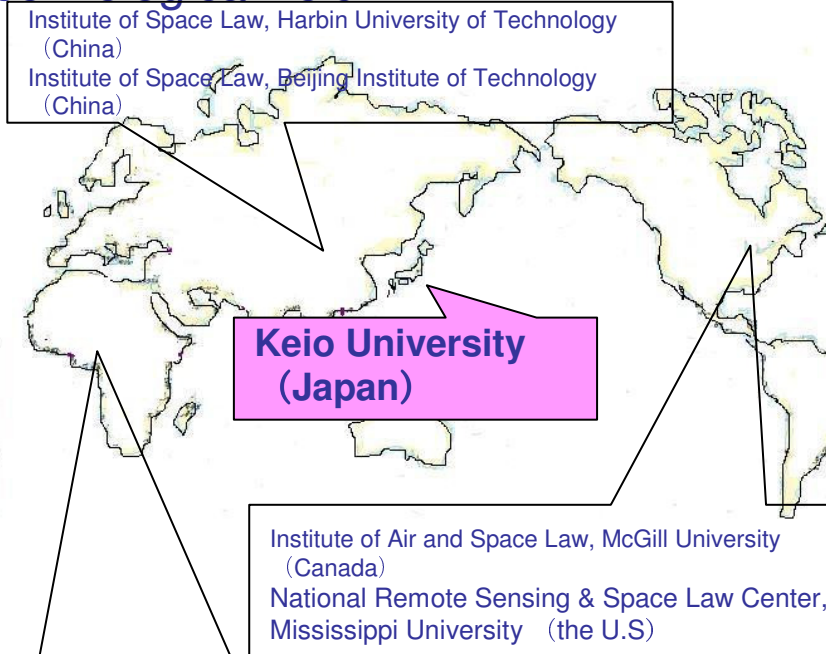 Institute of Space Law, Harbin University of Technology
（China）
Institute of Space Law, Beijing Institute of Technology
（China）
Keio University
（Japan）
Institute of Air and Space Law, McGill University
（Canada）
National Remote Sensing & Space Law Center,
Mississippi University （the U.S）